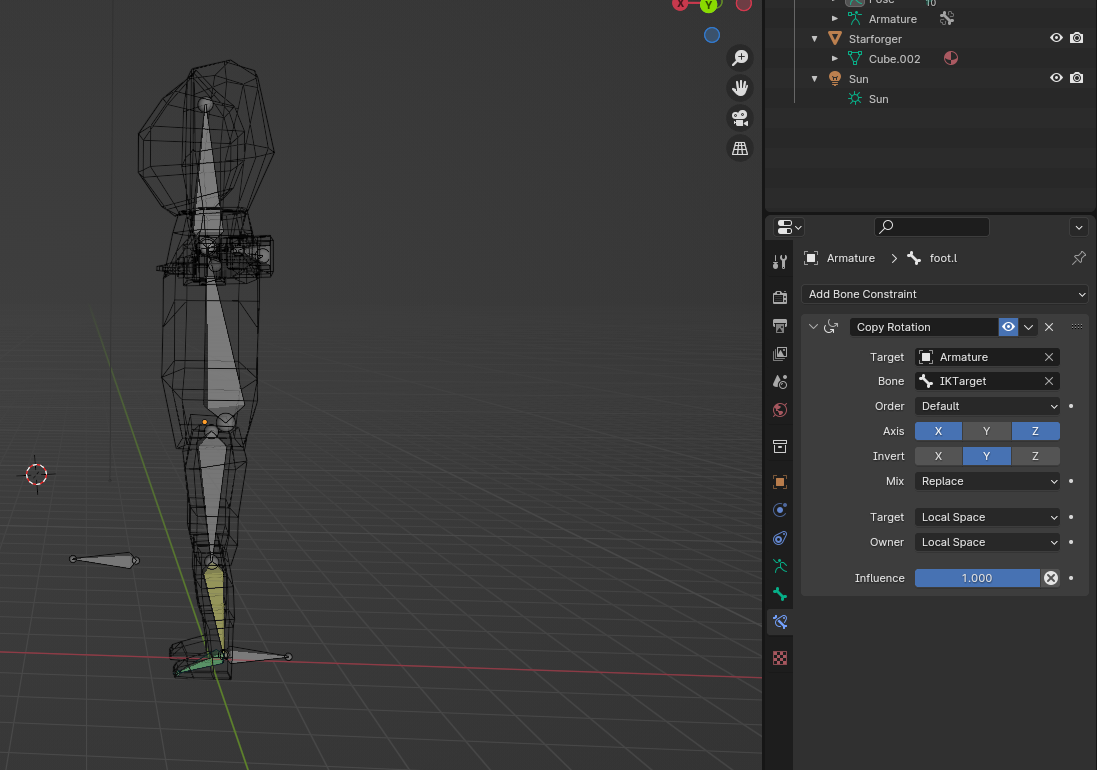 X Y
Pose
10
Armature
Starforger
Cube.002
Sun
Sun
Armature > foot.l
Add Bone Constraint
Copy Rotation
Target Armature
Bone IKTarget
Order Default
Axis X Y Z
Invert X Y Z
Mix Replace
Target Local Space
Owner Local Space
Influence 1.000